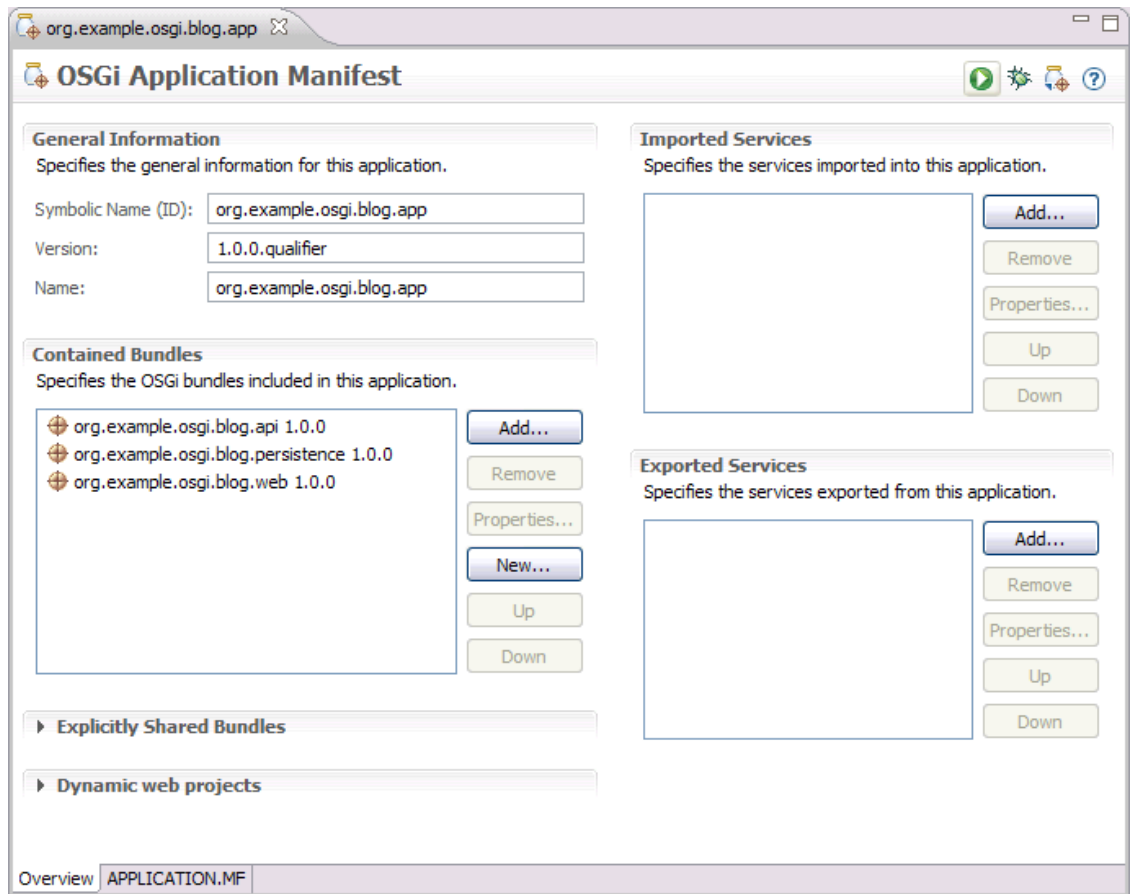 org.example.osgi.blog.app
OSGi Application Manifest
General Information
Specifies the general information for this application.
Symbolic Name (ID): org.example.osgi.blog.app
Version: 1.0.0.qualifier
Name: org.example.osgi.blog.app
Contained Bundles
Specifies the OSGi bundles included in this application.
org.example.osgi.blog.api 1.0.0
org.example.osgi.blog.persistence 1.0.0
org.example.osgi.blog.web 1.0.0
Add...
Remove
Properties...
New...
Up
Down
Explicitly Shared Bundles
Dynamic web projects
Imported Services
Specifies the services imported into this application.
Add...
Remove
Properties...
Up
Down
Exported Services
Specifies the services exported from this application.
Add...
Remove
Properties...
Up
Down
Overview APPLICATION.MF